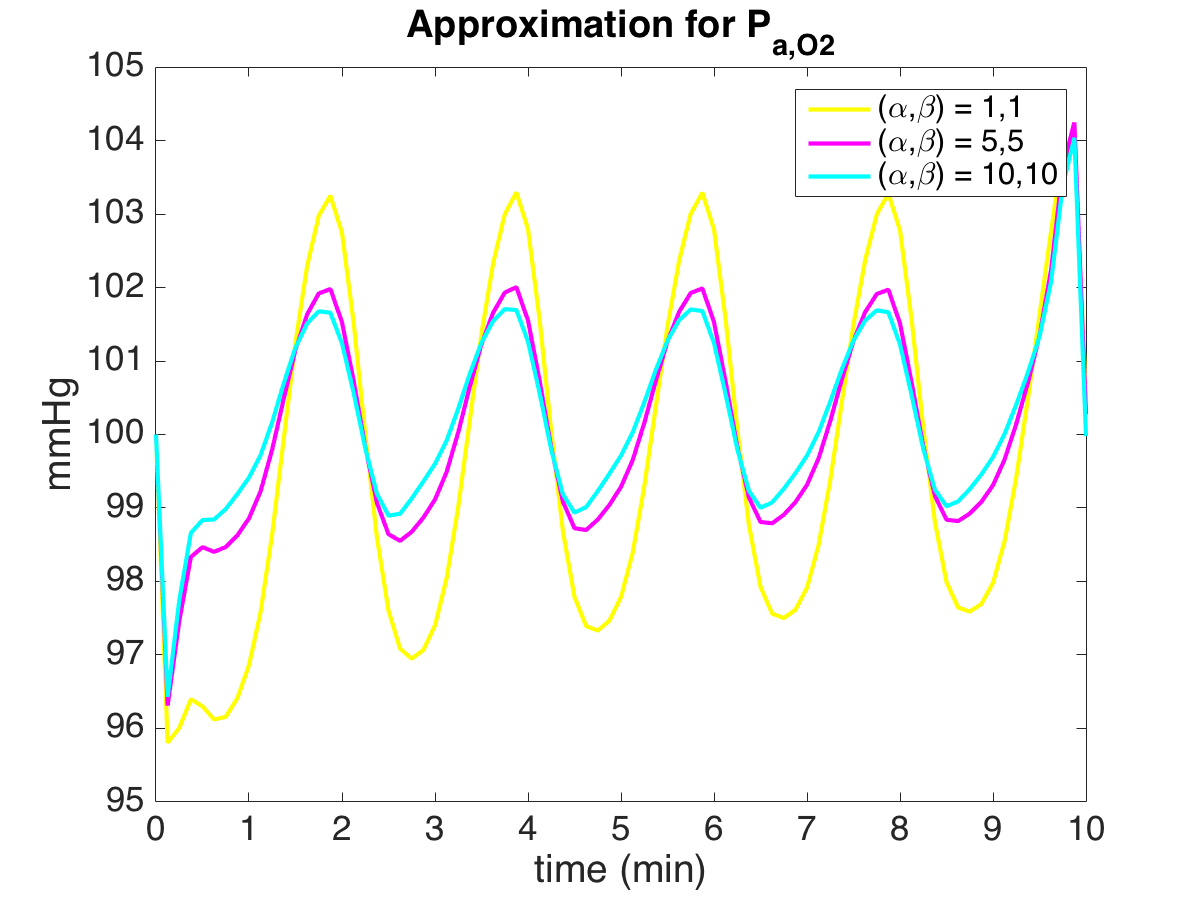 Approximation for P a,O2
105
104
103
102
101
100
99
98
97
96
95
mmHg
(α,β) = 1,1
(α,β) = 5,5
(α,β) = 10,10
0 1 2 3 4 5 6 7 8 9 10
time (min)